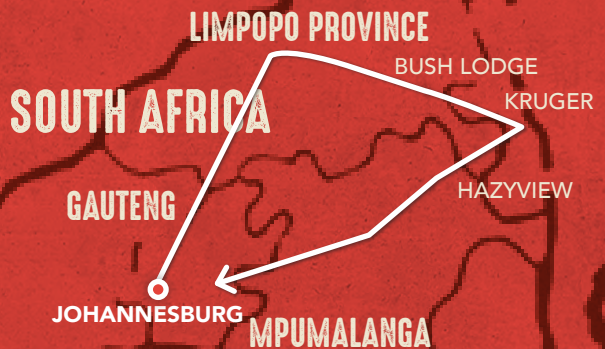 LIMPOPO PROVINCE
BUSH LODGE
KRUGER
SOUTH AFRICA
HAZYVIEW
GAUTENG
JOHANNESBURG
MPUMALANGA